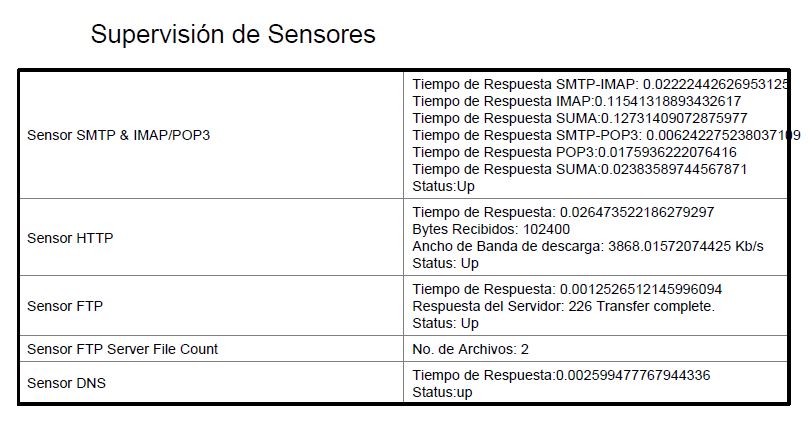 Supervisión de Sensores
Sensor SMTP & IMAP/POP3
Tiempo de Respuesta SMTP-IMAP: 0.02222442626953125
Tiempo de Respuesta IMAP:0.11541318893432617
Tiempo de Respuesta SUMA:0.12731409072875977
Tiempo de Respuesta SMTP-POP3: 0.006242275238037109
Tiempo de Respuesta POP3:0.0175936222076416
Tiempo de Respuesta SUMA:0.02383589744567871
Status:Up
Sensor HTTP
Tiempo de Respuesta: 0.026473522186279297
Bytes Recibidos: 102400
Ancho de Banda de descarga: 3868.01572074425 Kb/s
Status: Up
Sensor FTP
Tiempo de Respuesta: 0.0012526512145996094
Respuesta del Servidor: 226 Transfer complete.
Status: Up
Sensor FTP Server File Count
No. de Archivos: 2
Sensor DNS
Tiempo de Respuesta:0.002599477767944336
Status:up